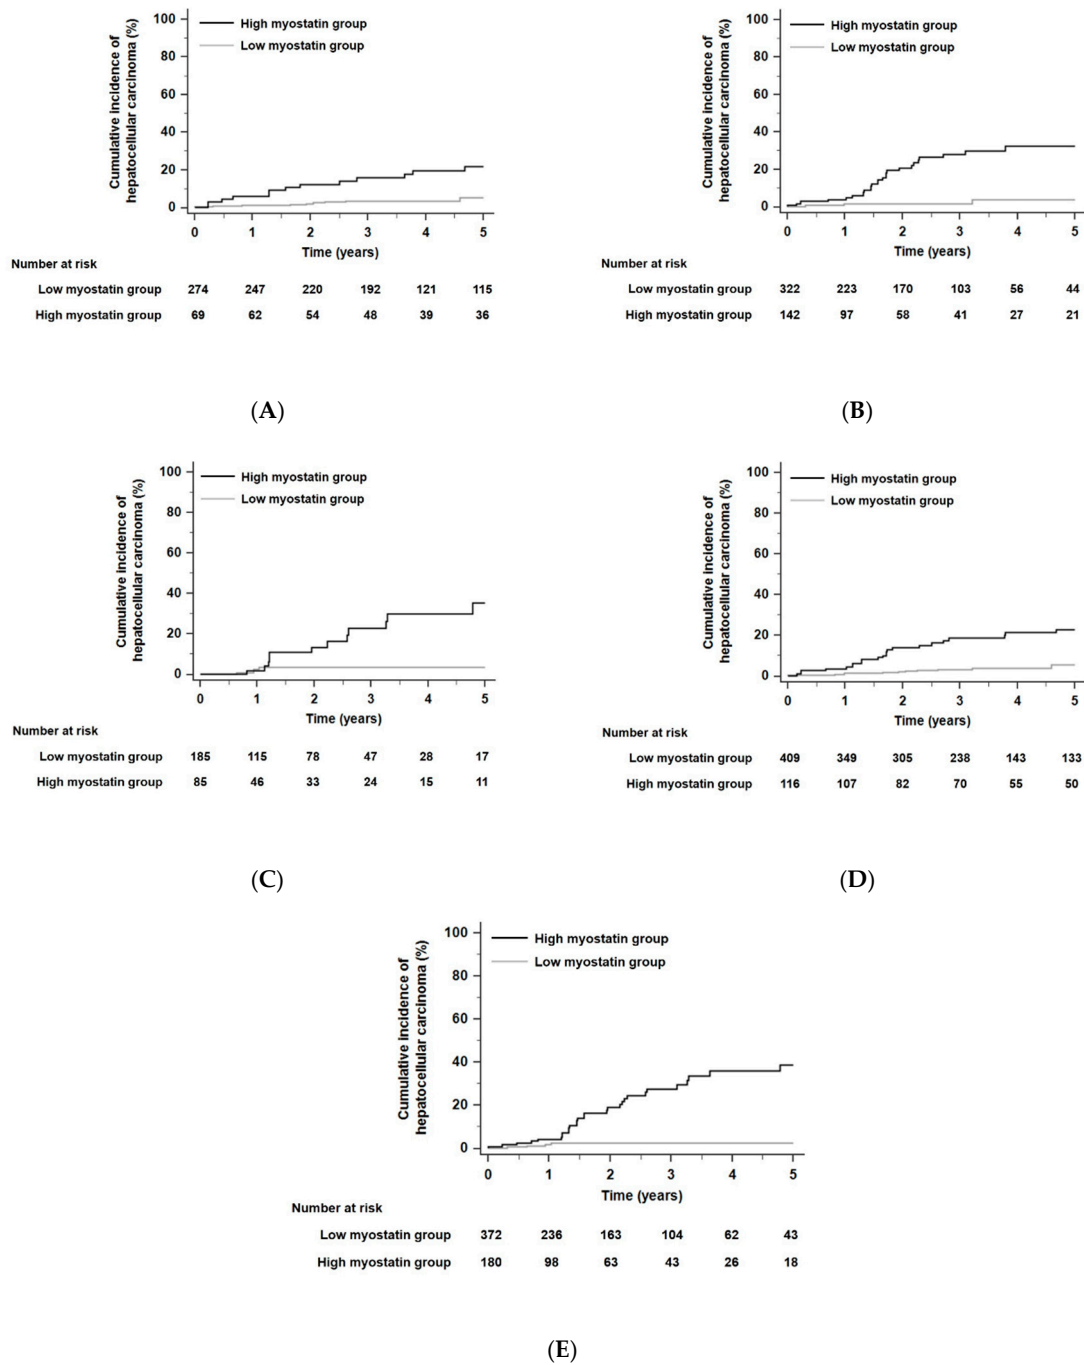 100
80
60
40
20
0
Cumulative incidence of
hepatocellular carcinoma (%)
High myostatin group
Low myostatin group
0 1 2 3 4 5
Time (years)
Number at risk
Low myostatin group 274 247 220 192 121 115
High myostatin group 69 62 54 48 39 36
(A)
100
80
60
40
20
0
Cumulative incidence of
hepatocellular carcinoma (%)
High myostatin group
Low myostatin group
0 1 2 3 4 5
Time (years)
Number at risk
Low myostatin group 322 223 170 103 56 44
High myostatin group 142 97 58 41 27 21
(B)
100
80
60
40
20
0
Cumulative incidence of
hepatocellular carcinoma (%)
High myostatin group
Low myostatin group
0 1 2 3 4 5
Time (years)
Number at risk
Low myostatin group 185 115 78 47 28 17
High myostatin group 85 46 33 24 15 11
(C)
100
80
60
40
20
0
Cumulative incidence of
hepatocellular carcinoma (%)
High myostatin group
Low myostatin group
0 1 2 3 4 5
Time (years)
Number at risk
Low myostatin group 409 349 305 238 143 133
High myostatin group 116 107 82 70 55 50
(D)
100
80
60
40
20
0
Cumulative incidence of
hepatocellular carcinoma (%)
High myostatin group
Low myostatin group
0 1 2 3 4 5
Time (years)
Number at risk
Low myostatin group 372 236 163 104 62 43
High myostatin group 180 98 63 43 26 18
(E)